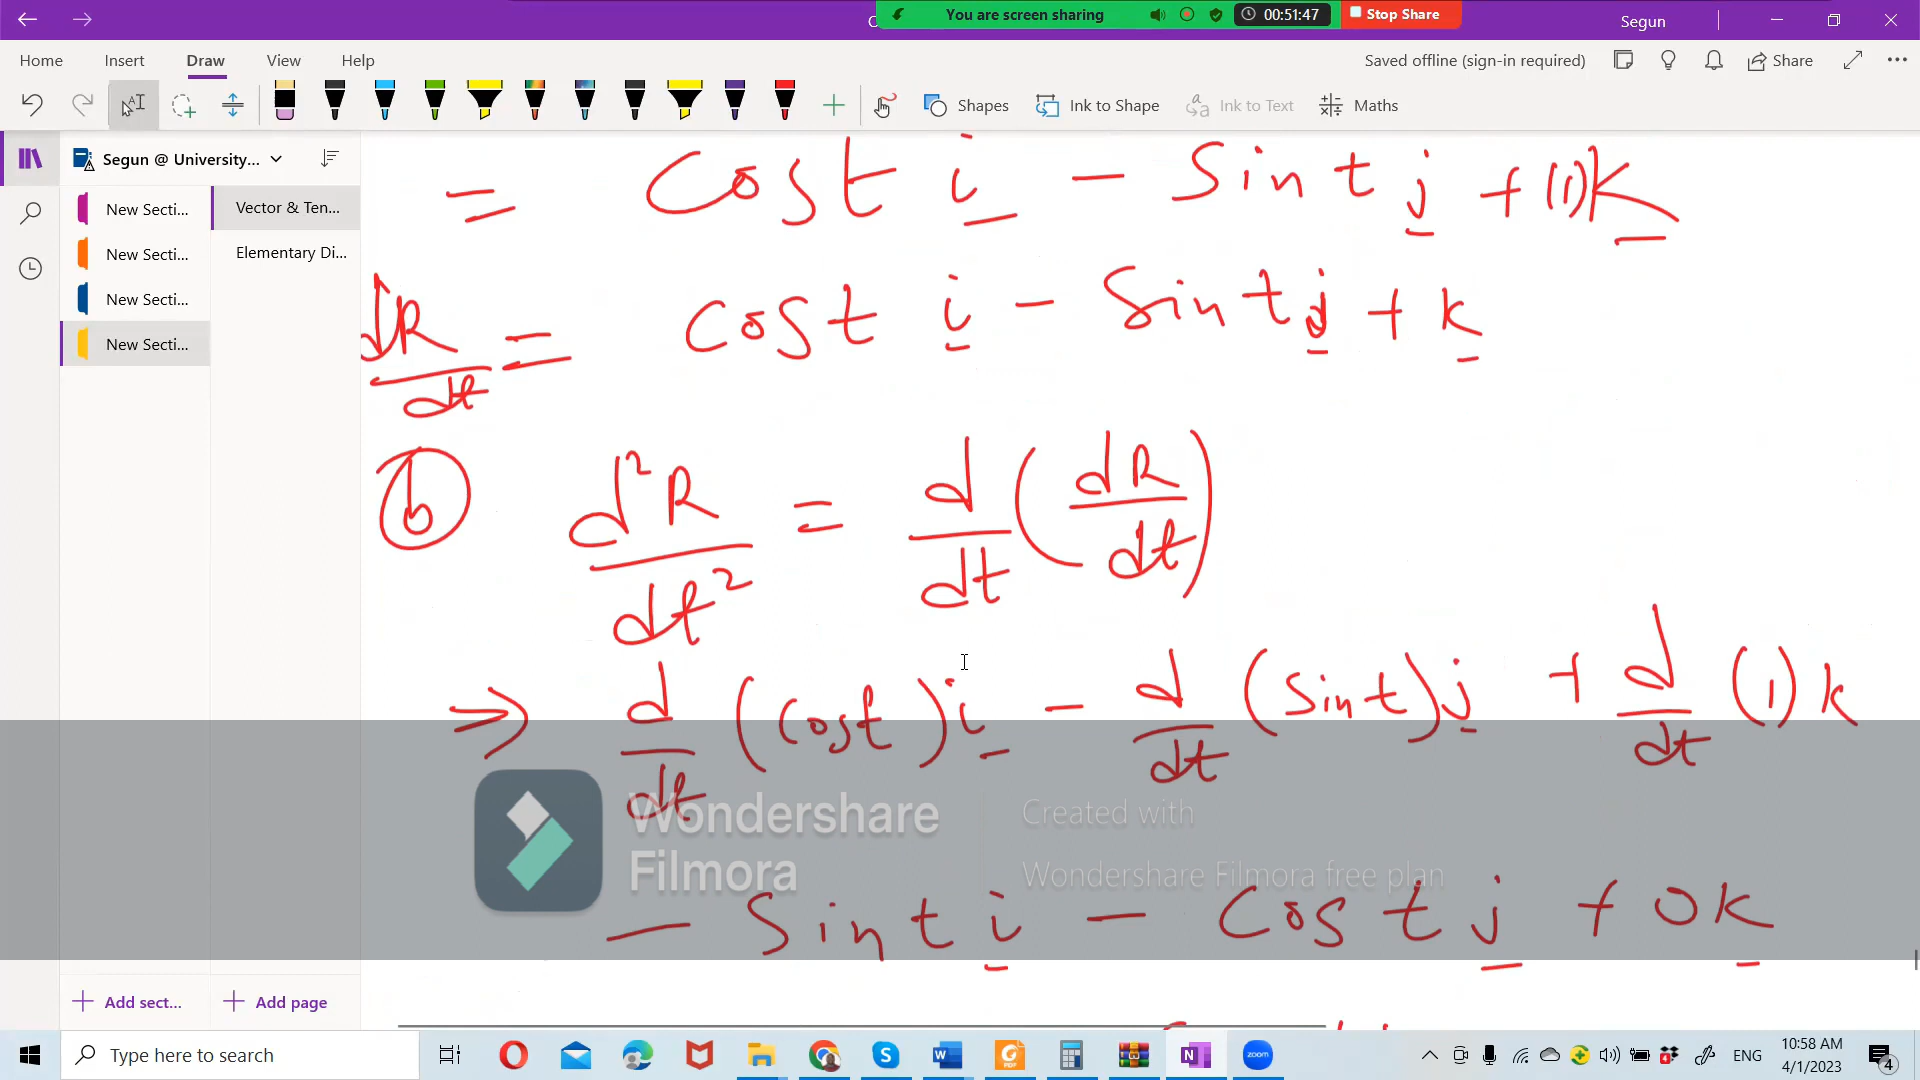 You are screen sharing
00:51:47
Stop Share
Segun
Home
Insert
Draw
View
Help
Saved offline (sign-in required)
Share
Shapes
Ink to Shape
Ink to Text
Maths
Segun @ University...
New Secti...
New Secti...
New Secti...
New Secti...
Vector & Ten...
Elementary Di...
= Cost i - Sint j + (1)k
dR/dt = Cost i - Sint j + k
(b) d²R/dt² = d/dt (dR/dt)
⇒ d/dt (Cost) i - d/dt (Sint) j + d/dt (1) k
Wondershare
Filmora
Created with
Wondershare Filmora free plan
- Sint i - Cost j + 0k
Add sect...
Add page
Type here to search
ENG
10:58 AM
4/1/2023
4